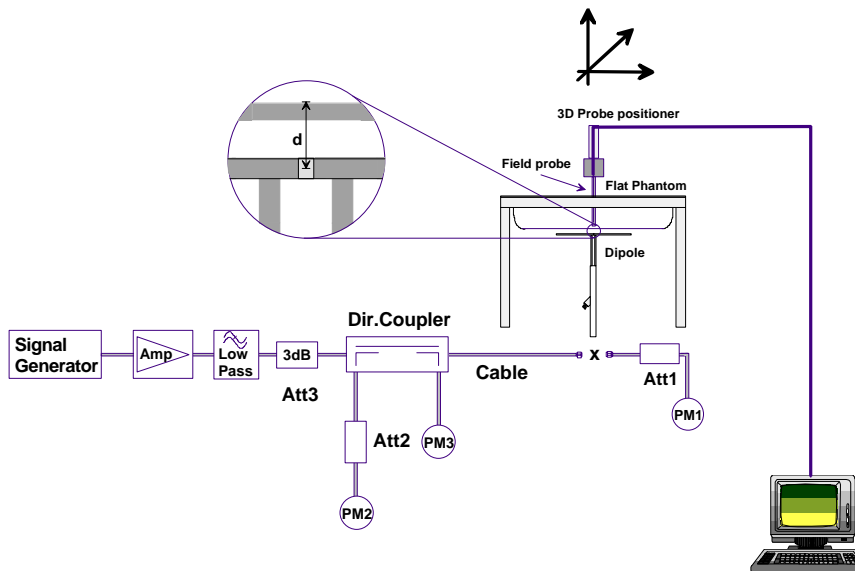 3D Probe positioner
d
Field probe
Flat Phantom
Dipole
Dir.Coupler
Signal
Generator
Amp
Low
Pass
3dB
Att3
Cable
x
Att1
PM1
Att2
PM3
PM2